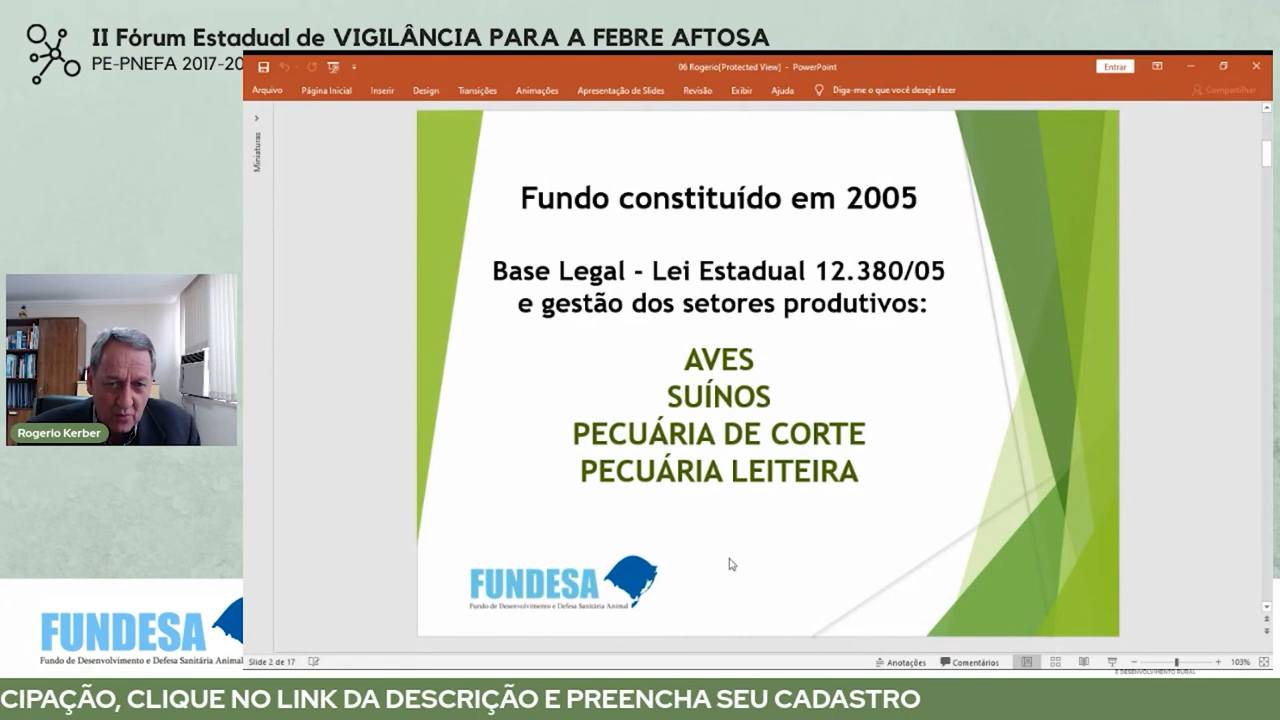 II Fórum Estadual de VIGILÂNCIA PARA A FEBRE AFTOSA
PE-PNEFA 2017-20
06 Rogerio[Protected View] - PowerPoint
Entrar
Arquivo
Página Inicial
Inserir
Design
Transições
Animações
Apresentação de Slides
Revisão
Exibir
Ajuda
Diga-me o que você deseja fazer
Compartilhar
Miniaturas
Fundo constituído em 2005
Base Legal - Lei Estadual 12.380/05
e gestão dos setores produtivos:
AVES
SUÍNOS
PECUÁRIA DE CORTE
PECUÁRIA LEITEIRA
FUNDESA
Fundo de Desenvolvimento e Defesa Sanitária Animal
Rogerio Kerber
FUNDESA
Fundo de Desenvolvimento e Defesa Sanitária Animal
Slide 2 de 17
Anotações
Comentários
103%
E DESENVOLVIMENTO RURAL
CIPAÇÃO, CLIQUE NO LINK DA DESCRIÇÃO E PREENCHA SEU CADASTRO